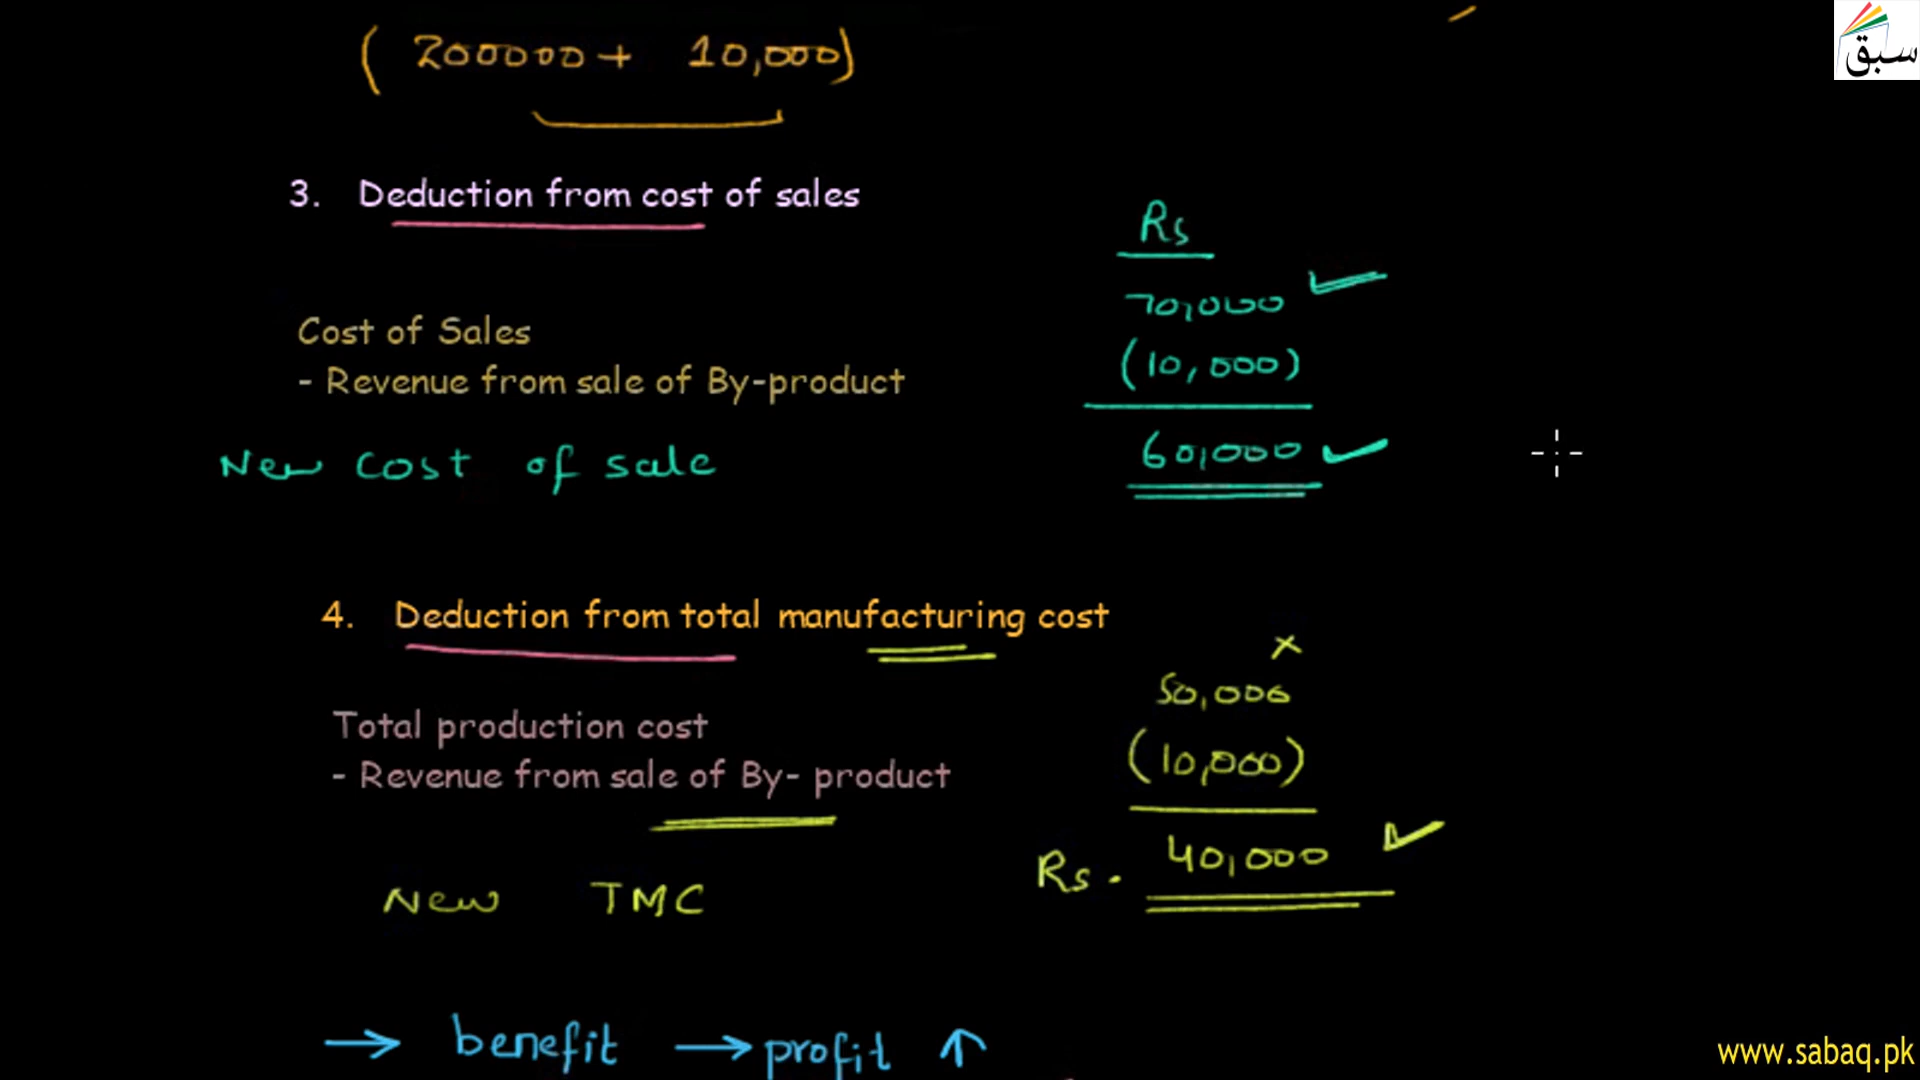 سبق
( 200000 + 10,000)
3. Deduction from cost of sales
Rs
70,000
Cost of Sales
(10,000)
- Revenue from sale of By-product
60,000
New cost of sale
4. Deduction from total manufacturing cost
x
50,000
Total production cost
(10,000)
- Revenue from sale of By- product
Rs. 40,000
New TMC
→ benefit → profit ↑
www.sabaq.pk